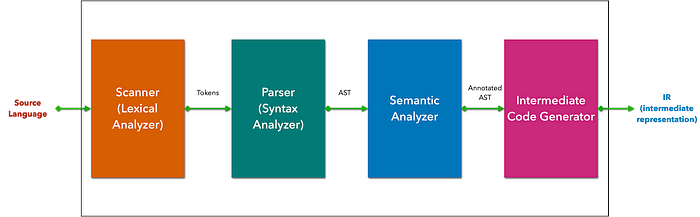 Source
Language
Scanner
(Lexical
Analyzer)
Tokens
Parser
(Syntax
Analyzer)
AST
Semantic
Analyzer
Annotated
AST
Intermediate
Code Generator
IR
(intermediate
representation)